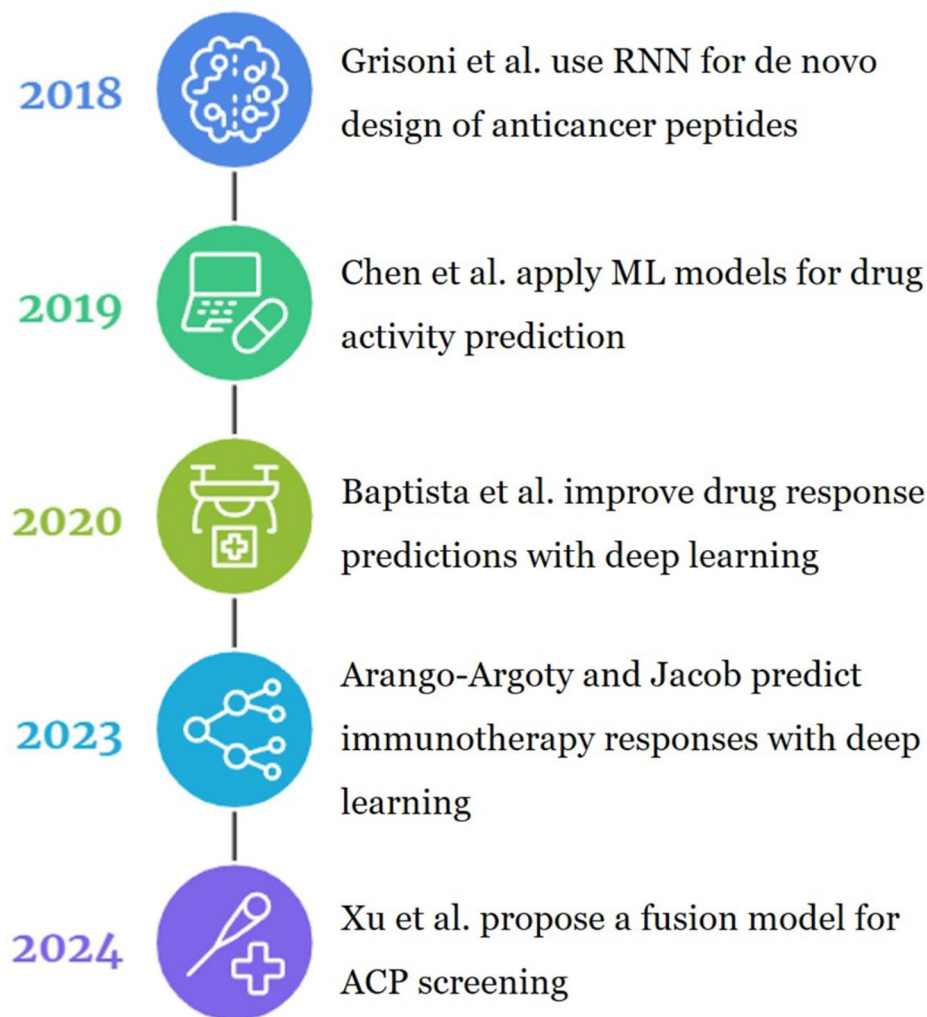 2018
Grisoni et al. use RNN for de novo
design of anticancer peptides
2019
Chen et al. apply ML models for drug
activity prediction
2020
Baptista et al. improve drug response
predictions with deep learning
2023
Arango-Argoty and Jacob predict
immunotherapy responses with deep
learning
2024
Xu et al. propose a fusion model for
ACP screening